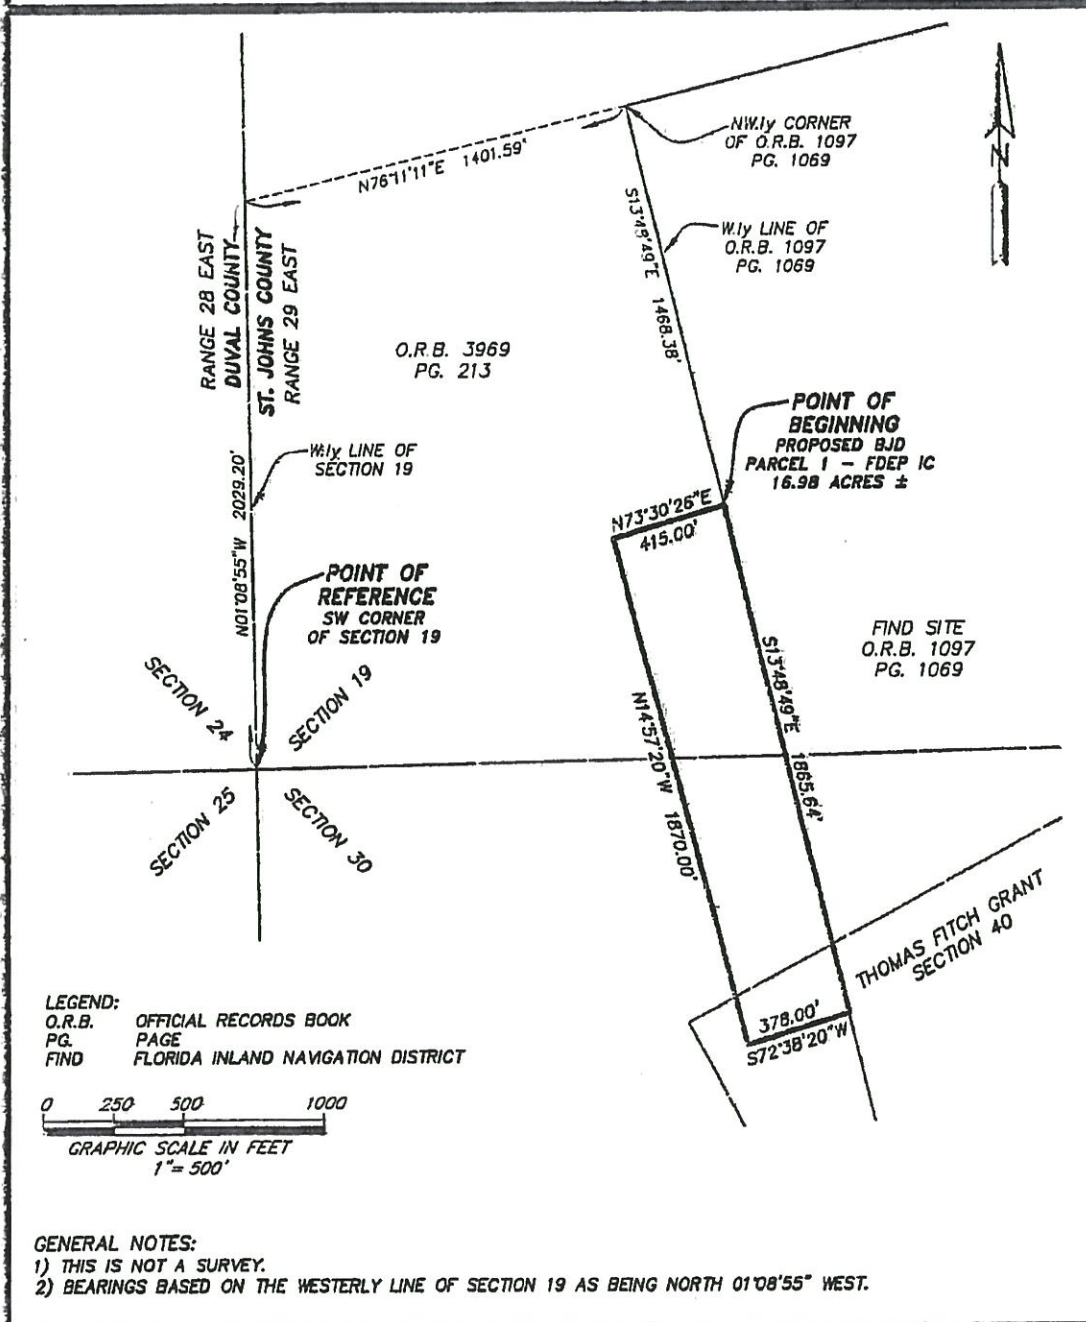 N76°11'11"E 1401.59'
NW.ly CORNER
OF O.R.B. 1097
PG. 1069
N
S13°48'49"E 1468.38'
W.ly LINE OF
O.R.B. 1097
PG. 1069
RANGE 28 EAST
DUVAL COUNTY
ST. JOHNS COUNTY
RANGE 29 EAST
O.R.B. 3969
PG. 213
POINT OF
BEGINNING
PROPOSED BJD
PARCEL 1 - FDEP IC
16.98 ACRES ±
W.ly LINE OF
SECTION 19
N01°08'55"W 2029.20'
N73°30'26"E
415.00'
POINT OF
REFERENCE
SW CORNER
OF SECTION 19
FIND SITE
O.R.B. 1097
PG. 1069
SECTION 24
SECTION 19
S13°48'49"E 1865.64'
N14°57'20"W 1870.00'
SECTION 25
SECTION 30
THOMAS FITCH GRANT
SECTION 40
378.00'
S72°38'20"W
LEGEND:
O.R.B. OFFICIAL RECORDS BOOK
PG. PAGE
FIND FLORIDA INLAND NAVIGATION DISTRICT
0 250 500 1000
GRAPHIC SCALE IN FEET
1"= 500'
GENERAL NOTES:
1) THIS IS NOT A SURVEY.
2) BEARINGS BASED ON THE WESTERLY LINE OF SECTION 19 AS BEING NORTH 01°08'55" WEST.